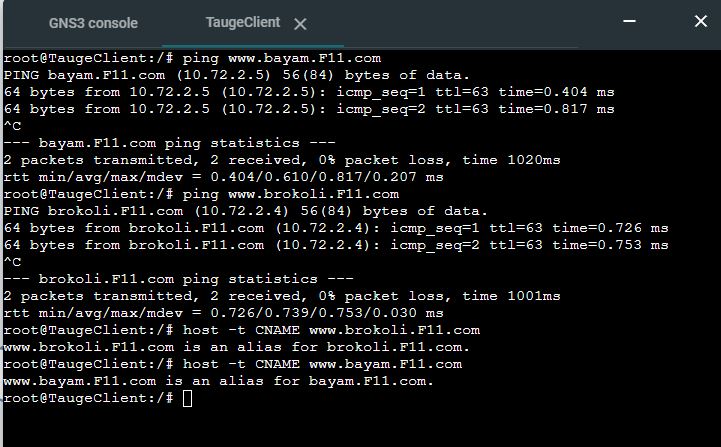 GNS3 console
TaugeClient
root@TaugeClient:/# ping www.bayam.F11.com
PING bayam.F11.com (10.72.2.5) 56(84) bytes of data.
64 bytes from 10.72.2.5 (10.72.2.5): icmp_seq=1 ttl=63 time=0.404 ms
64 bytes from 10.72.2.5 (10.72.2.5): icmp_seq=2 ttl=63 time=0.817 ms
^C
--- bayam.F11.com ping statistics ---
2 packets transmitted, 2 received, 0% packet loss, time 1020ms
rtt min/avg/max/mdev = 0.404/0.610/0.817/0.207 ms
root@TaugeClient:/# ping www.brokoli.F11.com
PING brokoli.F11.com (10.72.2.4) 56(84) bytes of data.
64 bytes from brokoli.F11.com (10.72.2.4): icmp_seq=1 ttl=63 time=0.726 ms
64 bytes from brokoli.F11.com (10.72.2.4): icmp_seq=2 ttl=63 time=0.753 ms
^C
--- brokoli.F11.com ping statistics ---
2 packets transmitted, 2 received, 0% packet loss, time 1001ms
rtt min/avg/max/mdev = 0.726/0.739/0.753/0.030 ms
root@TaugeClient:/# host -t CNAME www.brokoli.F11.com
www.brokoli.F11.com is an alias for brokoli.F11.com.
root@TaugeClient:/# host -t CNAME www.bayam.F11.com
www.bayam.F11.com is an alias for bayam.F11.com.
root@TaugeClient:/#